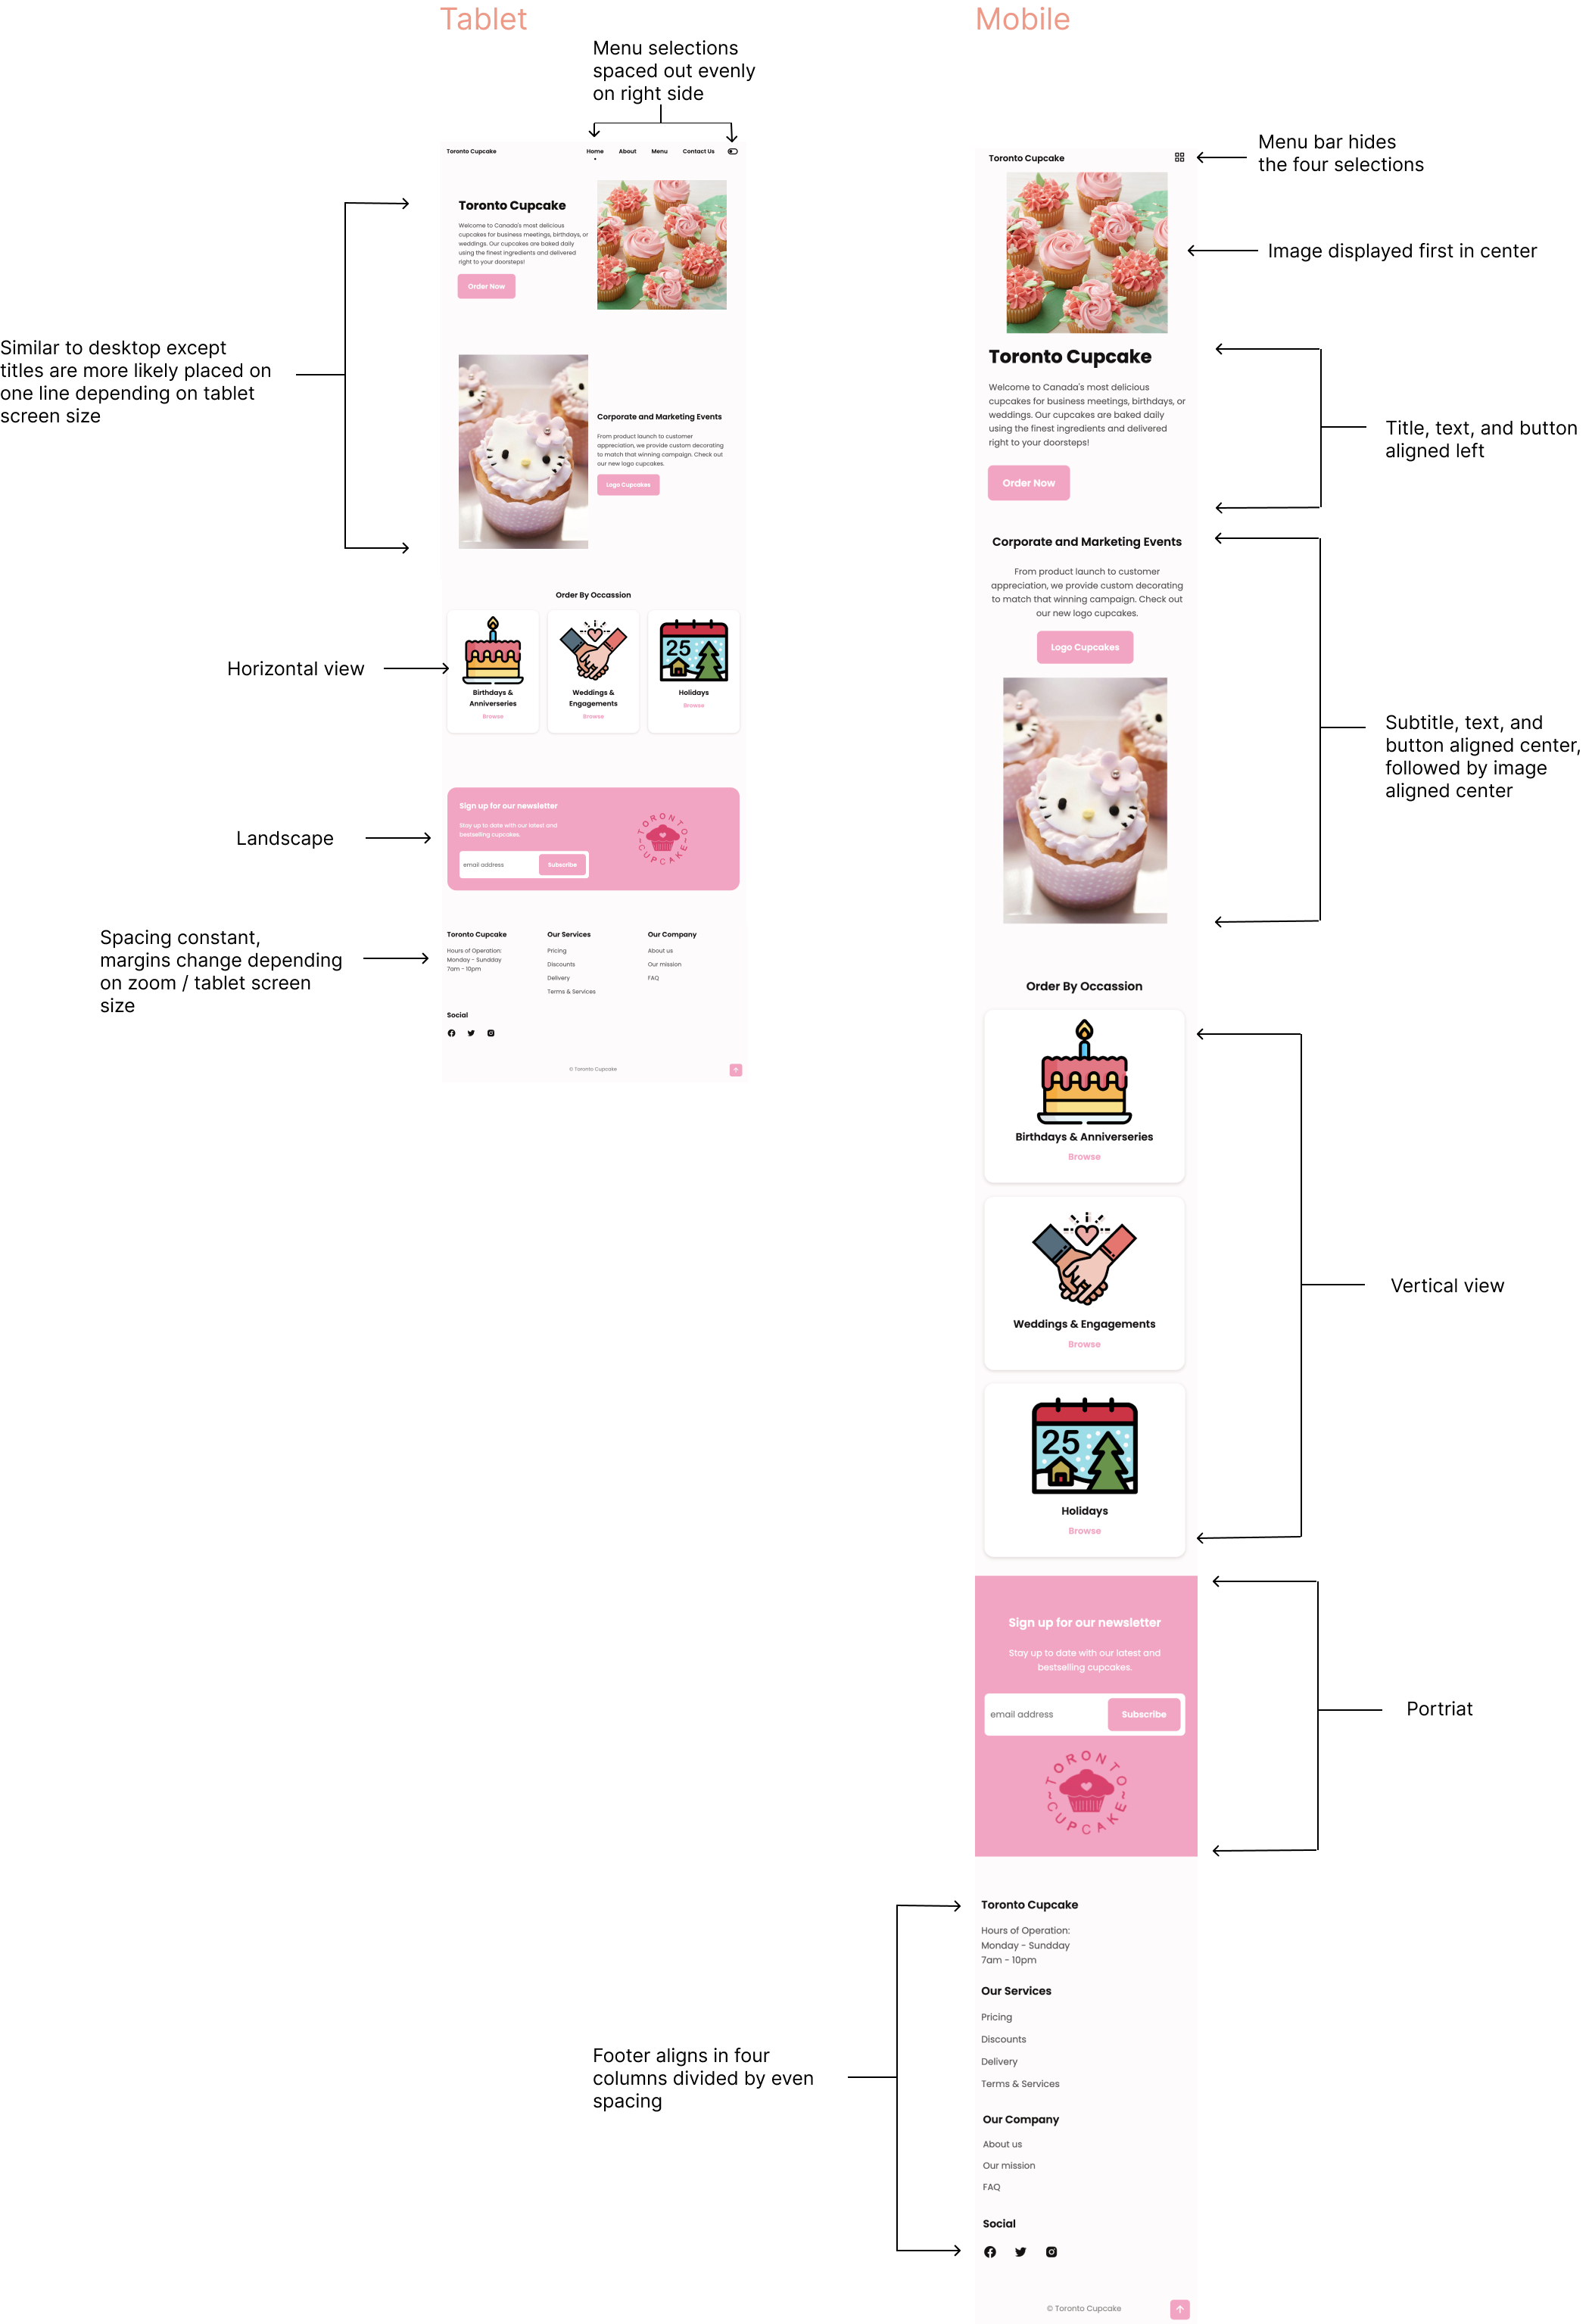 Tablet
Menu selections
spaced out evenly
on right side
Toronto Cupcake
Home
About
Menu
Contact Us
Toronto Cupcake
Welcome to Canada's most delicious
cupcakes for business meetings, birthdays, or
weddings. Our cupcakes are baked daily
using the finest ingredients and delivered
right to your doorsteps!
Order Now
Similar to desktop except
titles are more likely placed on
one line depending on tablet
screen size
Corporate and Marketing Events
From product launch to customer
appreciation, we provide custom decorating
to match that winning campaign. Check out
our new logo cupcakes.
Logo Cupcakes
Order By Occassion
Horizontal view
Birthdays &
Anniverseries
Browse
Weddings &
Engagements
Browse
25
Holidays
Browse
Landscape
Sign up for our newsletter
Stay up to date with our latest and
bestselling cupcakes.
email address
Subscribe
TORONTO
~CUPCAKE~
Spacing constant,
margins change depending
on zoom / tablet screen
size
Toronto Cupcake
Hours of Operation:
Monday - Sundday
7am - 10pm
Our Services
Pricing
Discounts
Delivery
Terms & Services
Our Company
About us
Our mission
FAQ
Social
© Toronto Cupcake
Mobile
Toronto Cupcake
Menu bar hides
the four selections
Image displayed first in center
Toronto Cupcake
Welcome to Canada's most delicious
cupcakes for business meetings, birthdays, or
weddings. Our cupcakes are baked daily
using the finest ingredients and delivered
right to your doorsteps!
Order Now
Title, text, and button
aligned left
Corporate and Marketing Events
From product launch to customer
appreciation, we provide custom decorating
to match that winning campaign. Check out
our new logo cupcakes.
Logo Cupcakes
Subtitle, text, and
button aligned center,
followed by image
aligned center
Order By Occassion
Birthdays & Anniverseries
Browse
Weddings & Engagements
Browse
25
Holidays
Browse
Vertical view
Sign up for our newsletter
Stay up to date with our latest and
bestselling cupcakes.
email address
Subscribe
TORONTO
~CUPCAKE~
Portriat
Toronto Cupcake
Hours of Operation:
Monday - Sundday
7am - 10pm
Our Services
Pricing
Discounts
Delivery
Terms & Services
Our Company
About us
Our mission
FAQ
Social
Footer aligns in four
columns divided by even
spacing
© Toronto Cupcake